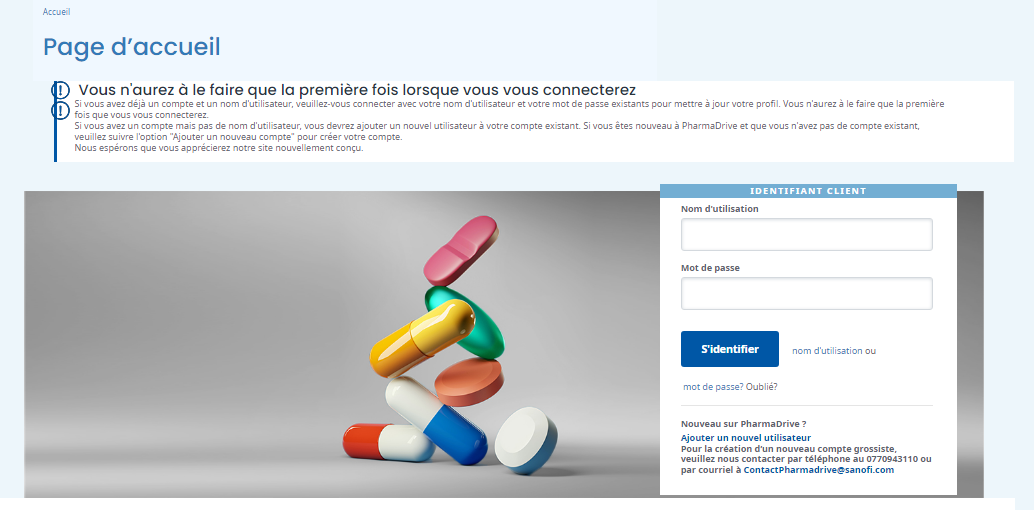 Accueil
Page d’accueil
Vous n'aurez à le faire que la première fois lorsque vous vous connecterez
Si vous avez déjà un compte et un nom d'utilisateur, veuillez-vous connecter avec votre nom d'utilisateur et votre mot de passe existants pour mettre à jour votre profil. Vous n'aurez à le faire que la première
fois que vous vous connecterez.
Si vous avez un compte mais pas de nom d'utilisateur, vous devrez ajouter un nouvel utilisateur à votre compte existant. Si vous êtes nouveau à PharmaDrive et que vous n'avez pas de compte existant,
veuillez suivre l'option "Ajouter un nouveau compte" pour créer votre compte.
Nous espérons que vous apprécierez notre site nouvellement conçu.
IDENTIFIANT CLIENT
Nom d'utilisation
Mot de passe
S'identifier
nom d'utilisation ou
mot de passe? Oublié?
Nouveau sur PharmaDrive ?
Ajouter un nouvel utilisateur
Pour la création d'un nouveau compte grossiste,
veuillez nous contacter par téléphone au 0770943110 ou
par courriel à ContactPharmadrive@sanofi.com